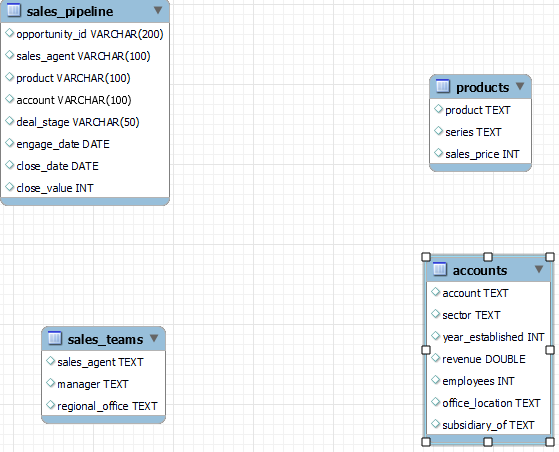 sales_pipeline
opportunity_id VARCHAR(200)
sales_agent VARCHAR(100)
product VARCHAR(100)
account VARCHAR(100)
deal_stage VARCHAR(50)
engage_date DATE
close_date DATE
close_value INT
products
product TEXT
series TEXT
sales_price INT
accounts
account TEXT
sector TEXT
year_established INT
revenue DOUBLE
employees INT
office_location TEXT
subsidiary_of TEXT
sales_teams
sales_agent TEXT
manager TEXT
regional_office TEXT